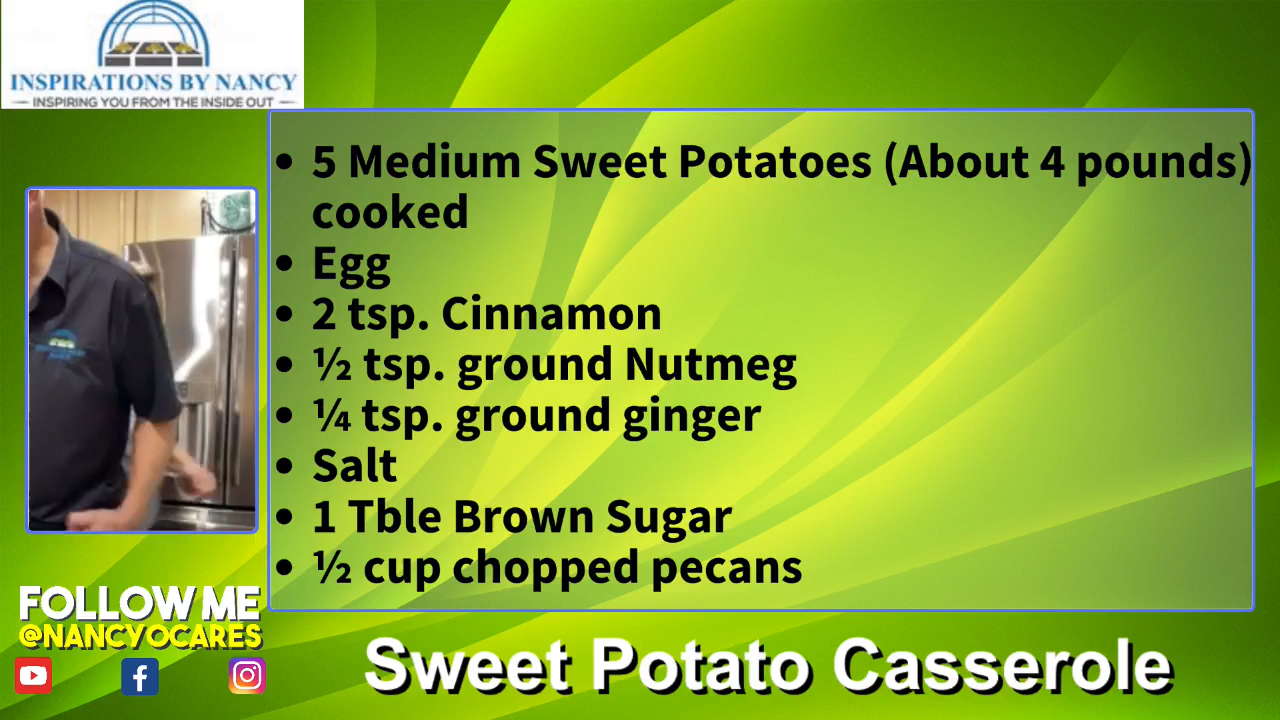 INSPIRATIONS BY NANCY
INSPIRING YOU FROM THE INSIDE OUT
• 5 Medium Sweet Potatoes (About 4 pounds)
cooked
• Egg
• 2 tsp. Cinnamon
• ½ tsp. ground Nutmeg
• ¼ tsp. ground ginger
• Salt
• 1 Tble Brown Sugar
• ½ cup chopped pecans
FOLLOW ME
@NANCYOCARES
Sweet Potato Casserole